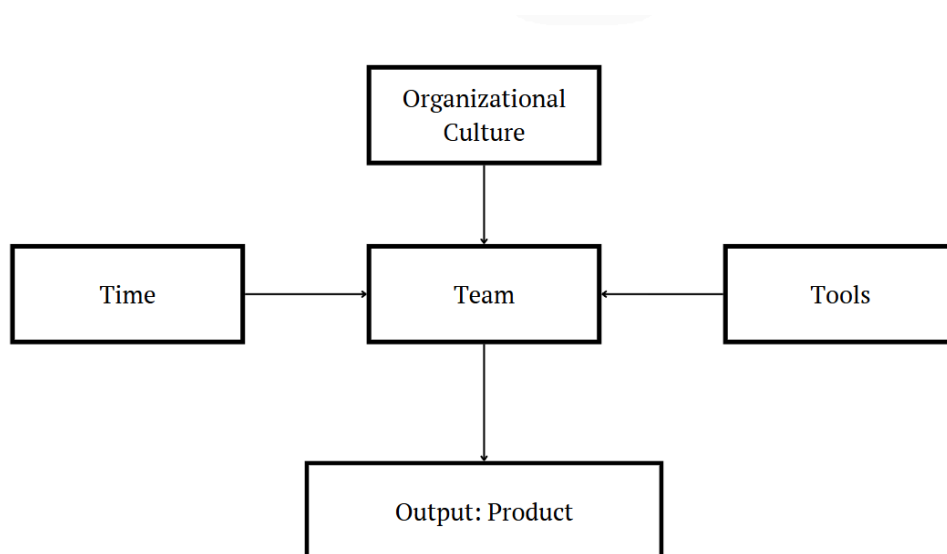 Organizational
Culture
Time
Team
Tools
Output: Product